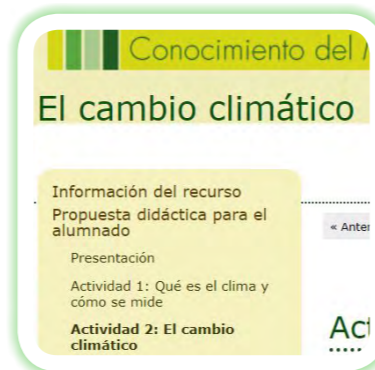 Conocimiento del
El cambio climático
Información del recurso
Propuesta didáctica para el
alumnado
« Anter
Presentación
Actividad 1: Qué es el clima y
cómo se mide
Actividad 2: El cambio
climático
Act